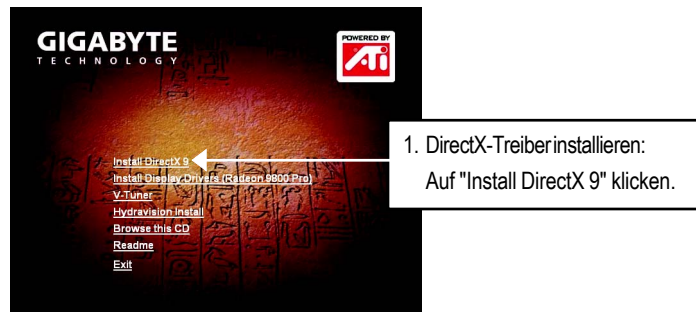 GIGABYTE
TECHNOLOGY
POWERED BY
ATi
Install DirectX 9
Install Display Drivers (Radeon 9800 Pro)
V-Tuner
Hydravision Install
Browse this CD
Readme
Exit
1. DirectX-Treiber installieren:
Auf "Install DirectX 9" klicken.